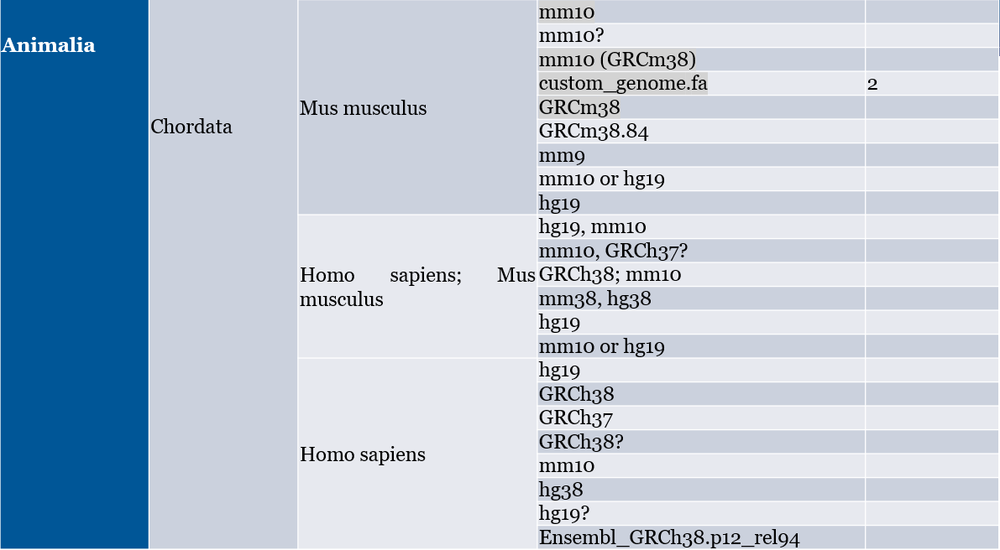 Animalia
Chordata
Mus musculus
mm10
mm10?
mm10 (GRCm38)
custom_genome.fa 2
GRCm38
GRCm38.84
mm9
mm10 or hg19
hg19
Homo sapiens; Mus
musculus
hg19, mm10
mm10, GRCh37?
GRCh38; mm10
mm38, hg38
hg19
mm10 or hg19
Homo sapiens
hg19
GRCh38
GRCh37
GRCh38?
mm10
hg38
hg19?
Ensembl_GRCh38.p12_rel94